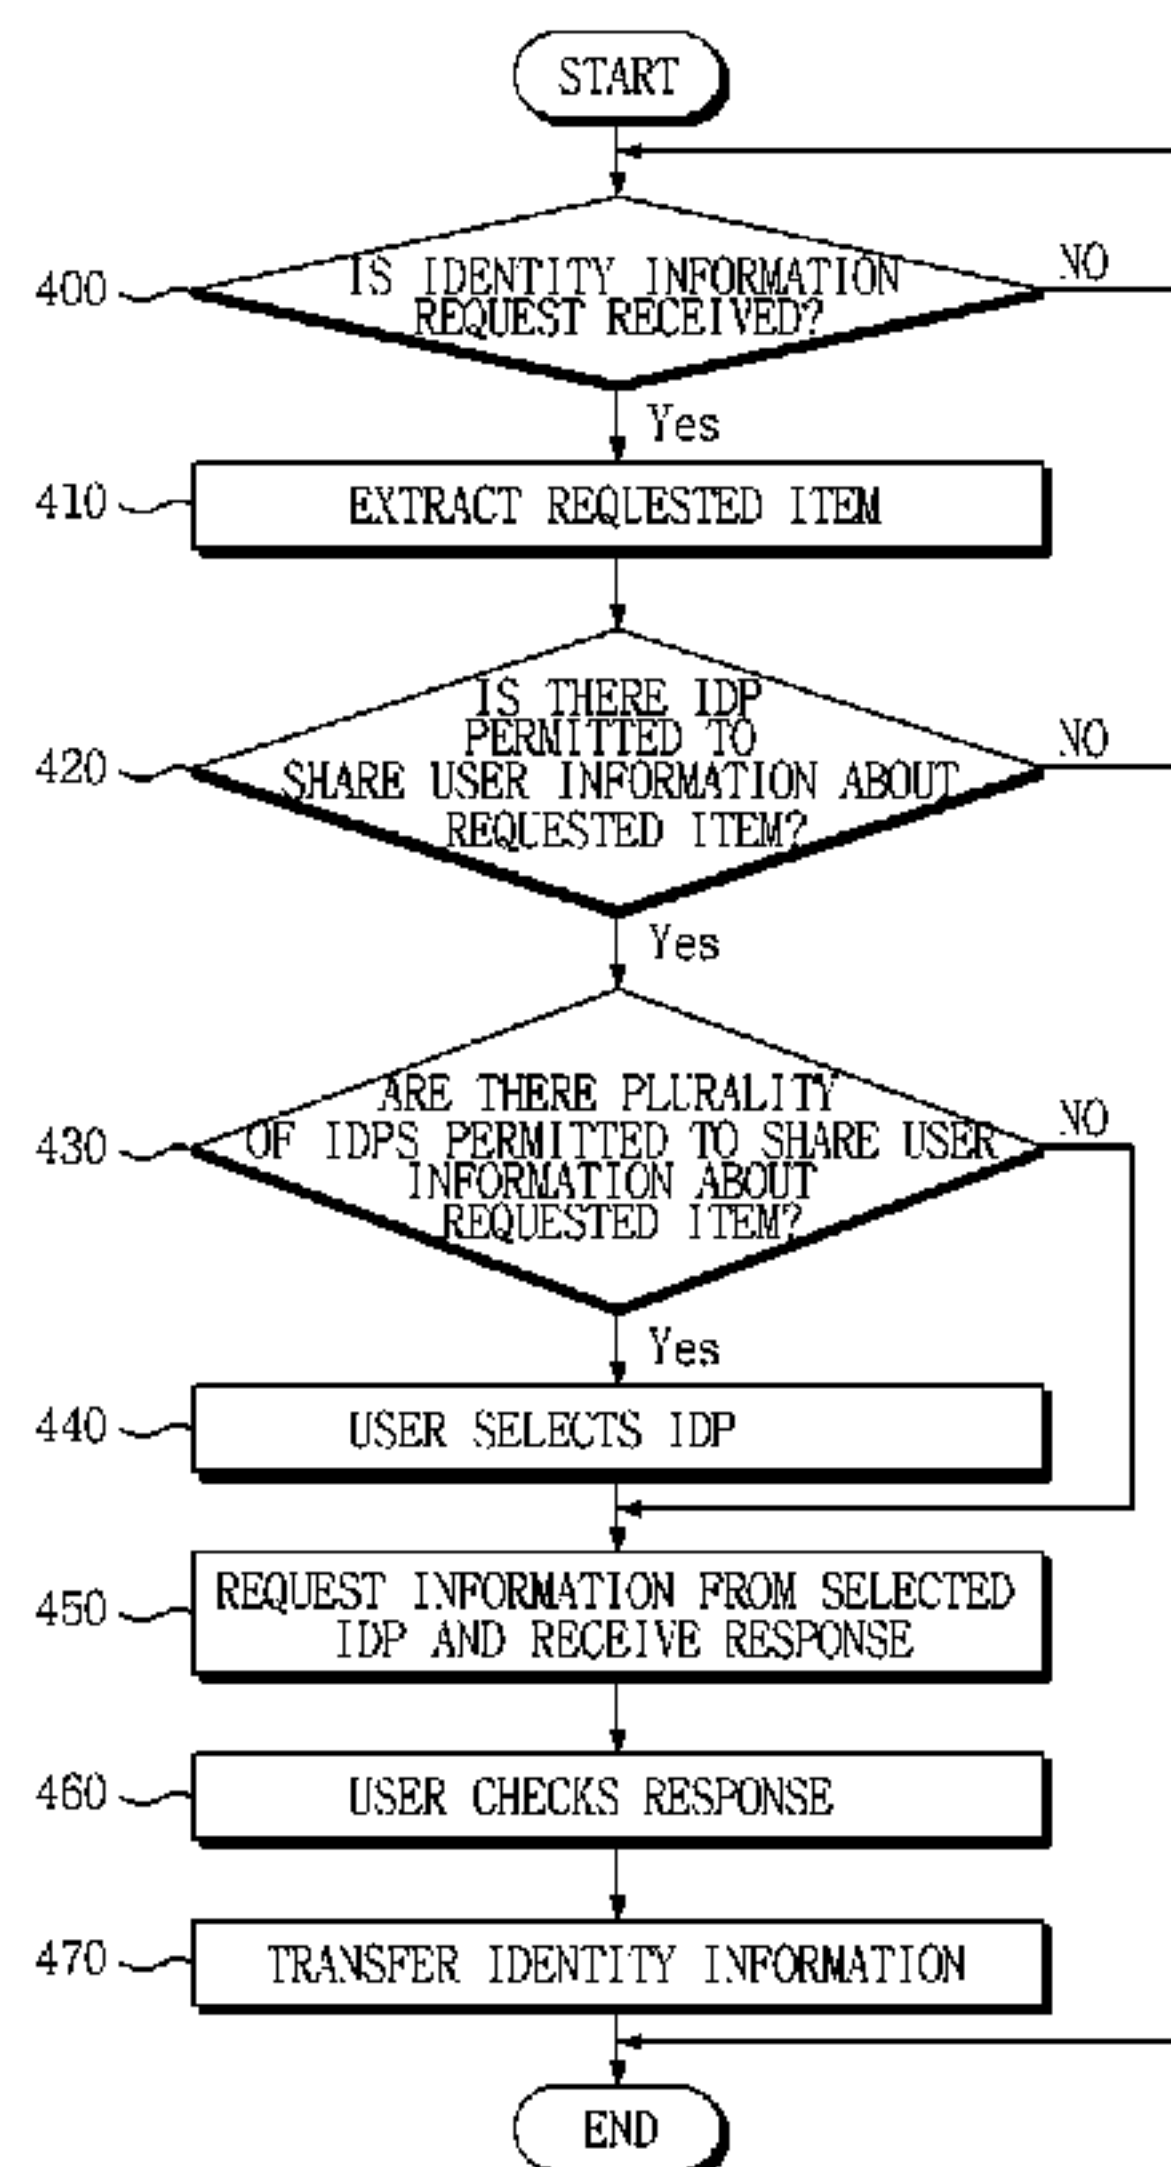 START
400
IS IDENTITY INFORMATION
REQUEST RECEIVED?
NO
Yes
410
EXTRACT REQUESTED ITEM
IS THERE IDP
PERMITTED TO
420
SHARE USER INFORMATION ABOUT
REQUESTED ITEM?
NO
Yes
ARE THERE PLURALITY
430
OF IDPS PERMITTED TO SHARE USER
INFORMATION ABOUT
REQUESTED ITEM?
NO
Yes
440
USER SELECTS IDP
450
REQUEST INFORMATION FROM SELECTED
IDP AND RECEIVE RESPONSE
460
USER CHECKS RESPONSE
470
TRANSFER IDENTITY INFORMATION
END